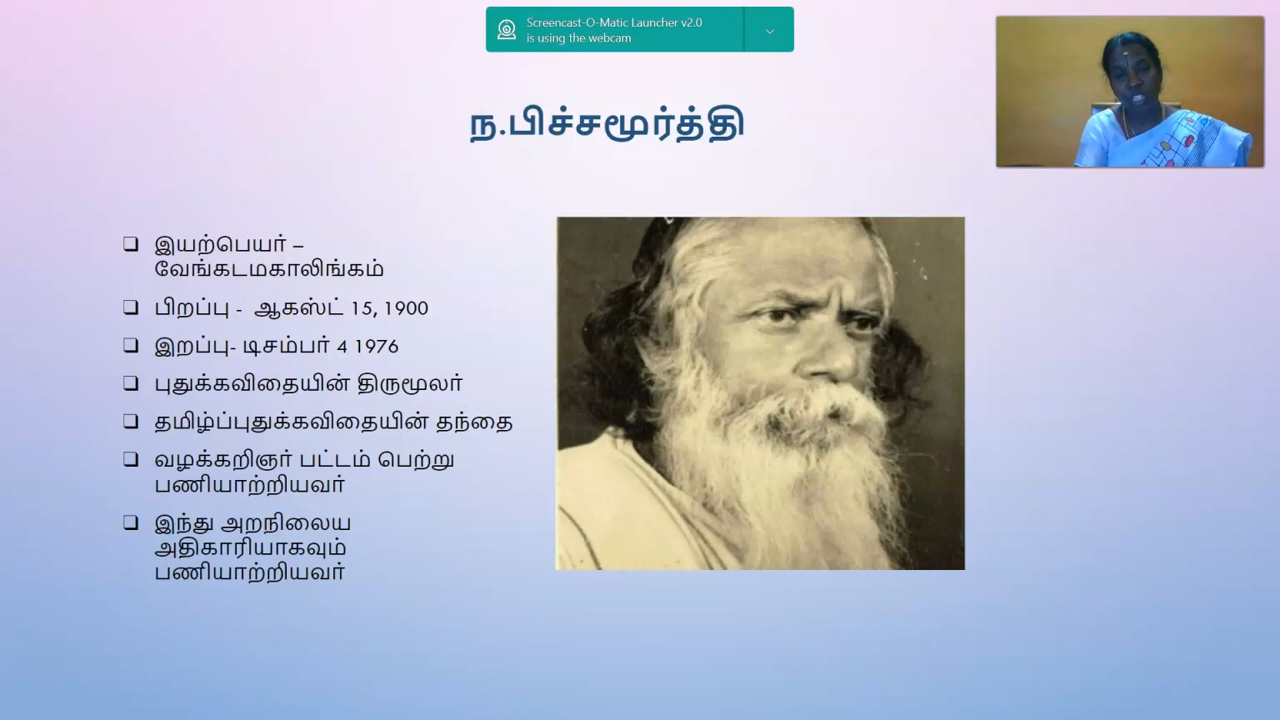 Screencast-O-Matic Launcher v2.0
is using the webcam
ந.பிச்சமூர்த்தி
இயற்பெயர் –
வேங்கடமகாலிங்கம்
பிறப்பு - ஆகஸ்ட் 15, 1900
இறப்பு- டிசம்பர் 4 1976
புதுக்கவிதையின் திருமூலர்
தமிழ்ப்புதுக்கவிதையின் தந்தை
வழக்கறிஞர் பட்டம் பெற்று
பணியாற்றியவர்
இந்து அறநிலைய
அதிகாரியாகவும்
பணியாற்றியவர்